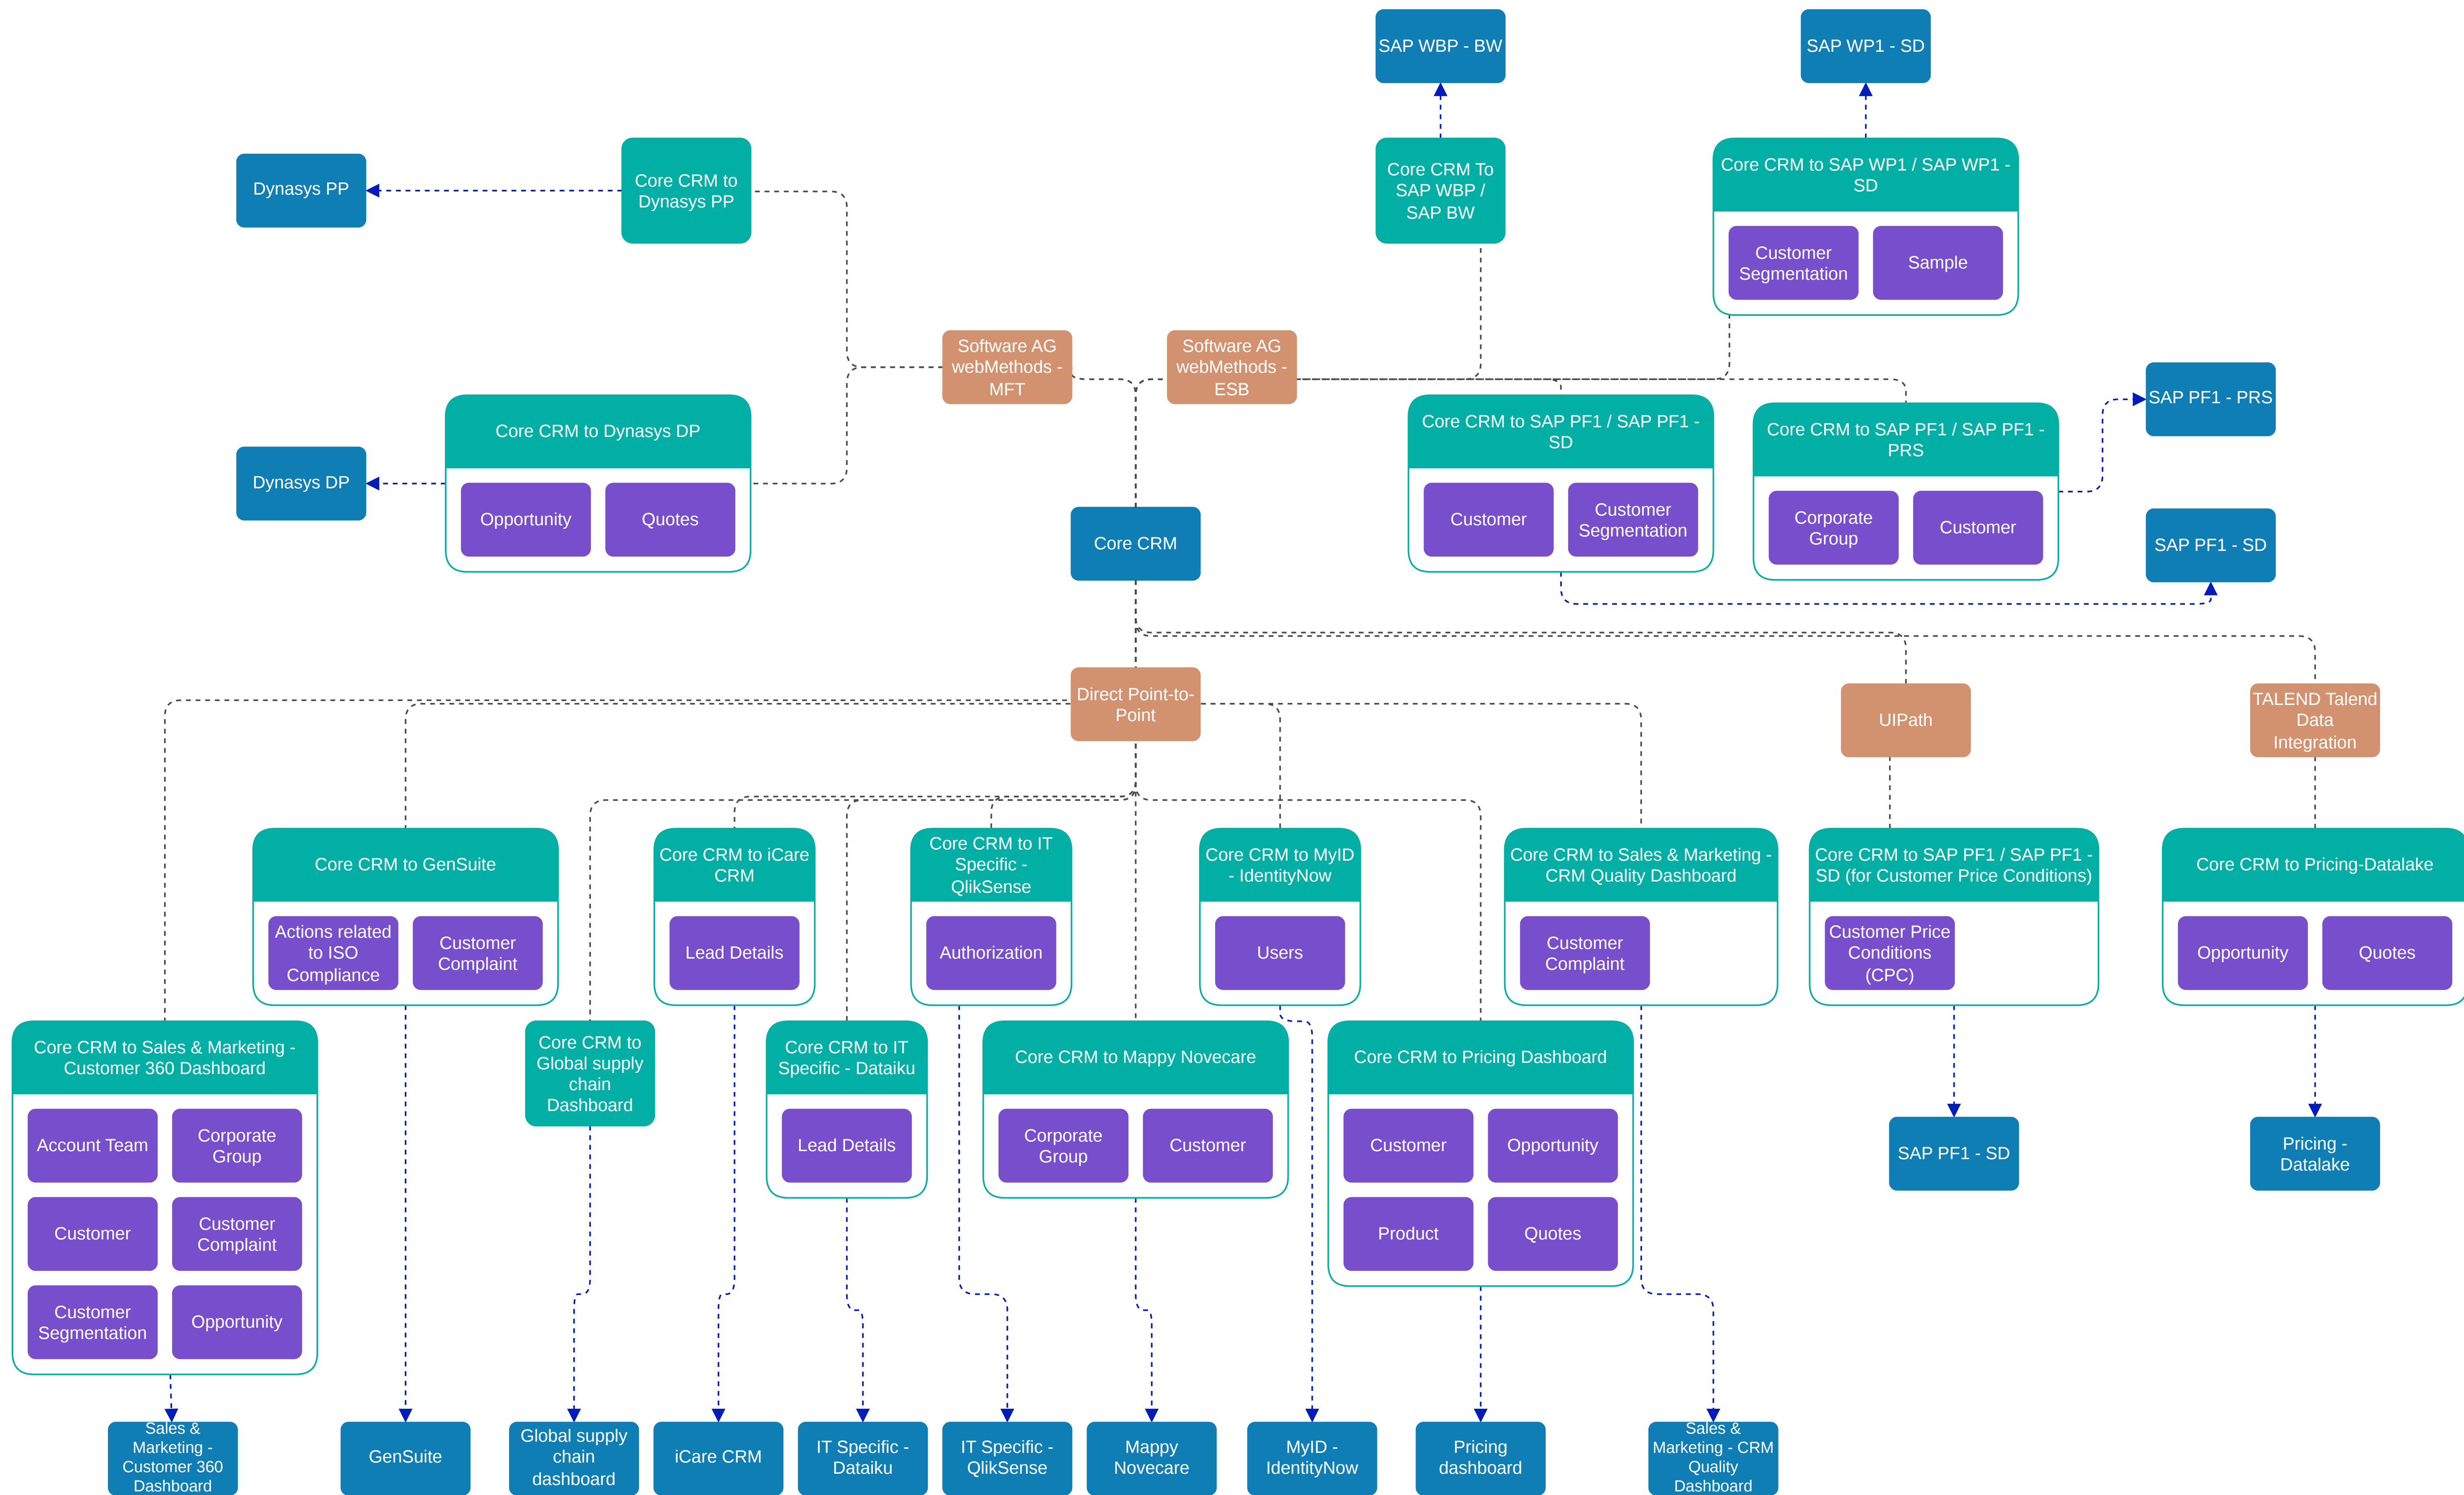 SAP WBP - BW
SAP WP1 - SD
Dynasys PP
Core CRM to
Dynasys PP
Core CRM To
SAP WBP /
SAP BW
Core CRM to SAP WP1 / SAP WP1 -
SD
Customer
Segmentation
Sample
Software AG
webMethods -
MFT
Software AG
webMethods -
ESB
SAP PF1 - PRS
Dynasys DP
Core CRM to Dynasys DP
Opportunity
Quotes
Core CRM to SAP PF1 / SAP PF1 -
SD
Customer
Customer
Segmentation
Core CRM to SAP PF1 / SAP PF1 -
PRS
Corporate
Group
Customer
Core CRM
SAP PF1 - SD
Direct Point-to-
Point
UIPath
TALEND Talend
Data
Integration
Core CRM to GenSuite
Actions related
to ISO
Compliance
Customer
Complaint
Core CRM to iCare
CRM
Lead Details
Core CRM to IT
Specific -
QlikSense
Authorization
Core CRM to MyID
- IdentityNow
Users
Core CRM to Sales & Marketing -
CRM Quality Dashboard
Customer
Complaint
Core CRM to SAP PF1 / SAP PF1 -
SD (for Customer Price Conditions)
Customer Price
Conditions
(CPC)
Core CRM to Pricing-Datalake
Opportunity
Quotes
Core CRM to Sales & Marketing -
Customer 360 Dashboard
Account Team
Corporate
Group
Customer
Customer
Complaint
Customer
Segmentation
Opportunity
Core CRM to
Global supply
chain
Dashboard
Core CRM to IT
Specific - Dataiku
Lead Details
Core CRM to Mappy Novecare
Corporate
Group
Customer
Core CRM to Pricing Dashboard
Customer
Opportunity
Product
Quotes
SAP PF1 - SD
Pricing -
Datalake
Sales &
Marketing -
Customer 360
Dashboard
GenSuite
Global supply
chain
dashboard
iCare CRM
IT Specific -
Dataiku
IT Specific -
QlikSense
Mappy
Novecare
MyID -
IdentityNow
Pricing
dashboard
Sales &
Marketing - CRM
Quality
Dashboard